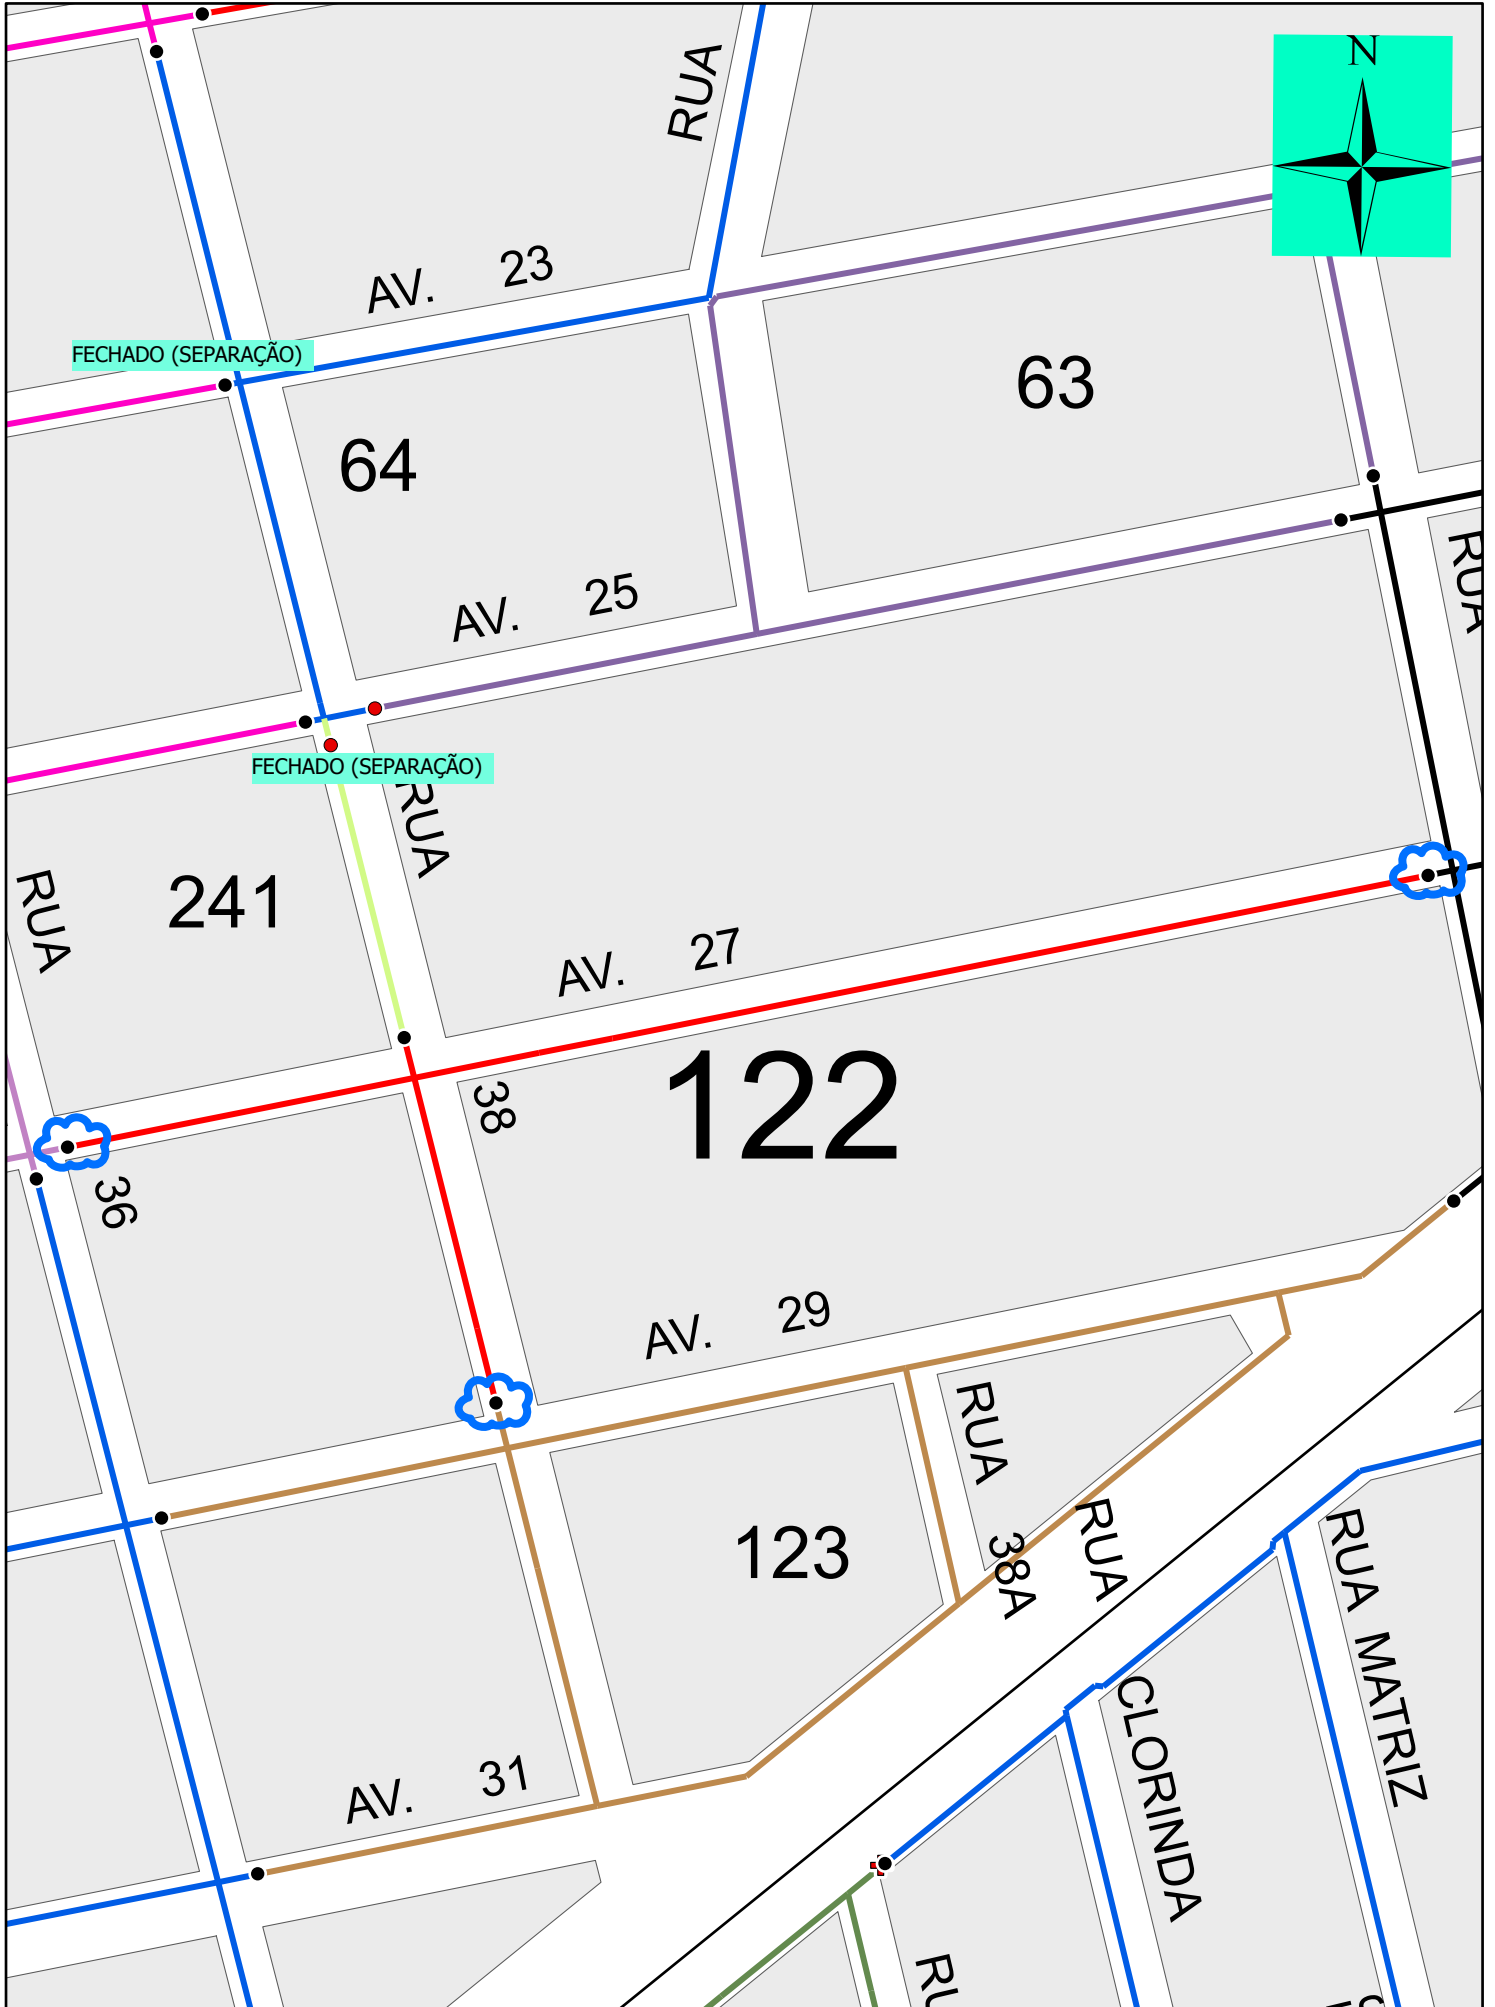 N
RUA
AV. 23
FECHADO (SEPARAÇÃO)
63
64
RUA
AV. 25
FECHADO (SEPARAÇÃO)
RUA
RUA
241
AV. 27
122
38
36
AV. 29
RUA
38A
RUA
RUA MATRIZ
123
CLORINDA
AV. 31